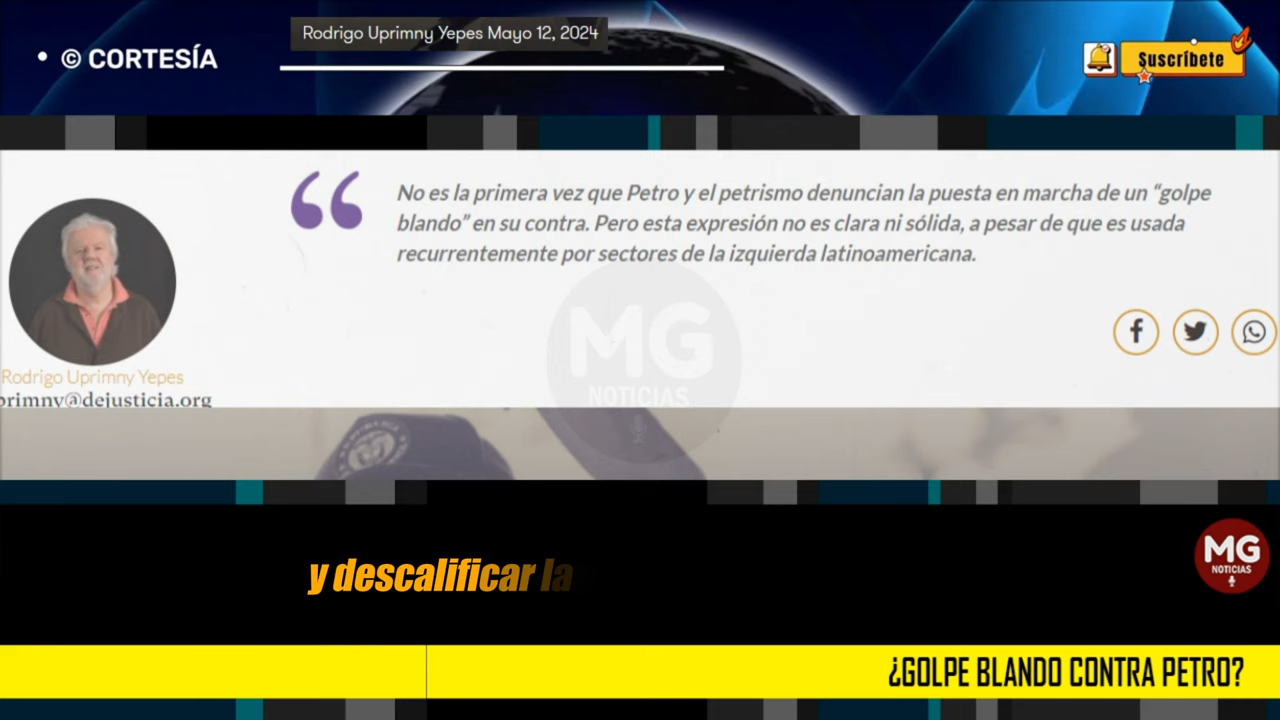 Rodrigo Uprimny Yepes Mayo 12, 2024
• © CORTESÍA
Suscríbete
“No es la primera vez que Petro y el petrismo denuncian la puesta en marcha de un “golpe
blando” en su contra. Pero esta expresión no es clara ni sólida, a pesar de que es usada
recurrentemente por sectores de la izquierda latinoamericana.
MG
NOTICIAS
Rodrigo Uprimny Yepes
primny@dejusticia.org
y descalificar la
MG
NOTICIAS
¿GOLPE BLANDO CONTRA PETRO?